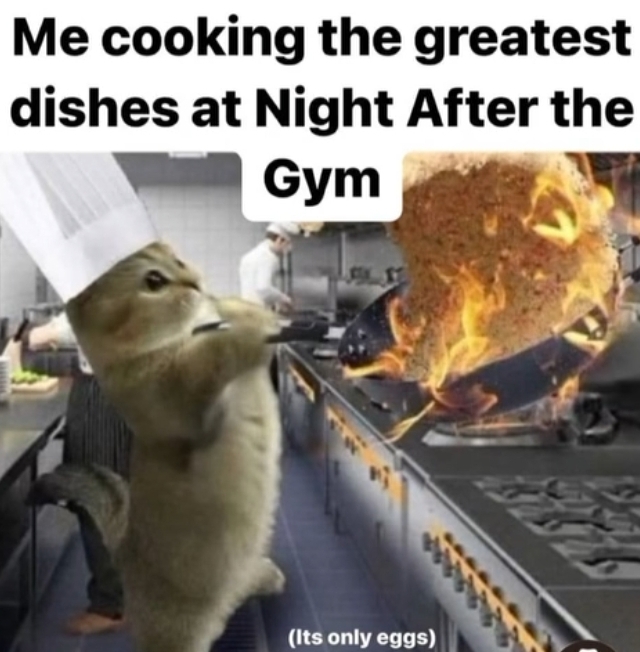 Me cooking the greatest
dishes at Night After the
Gym
(Its only eggs)